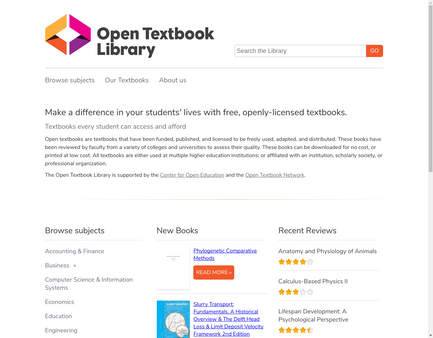 Open Textbook
Library
Search the Library
GO
Browse subjects
Our Textbooks
About us
Make a difference in your students' lives with free, openly-licensed textbooks.
Textbooks every student can access and afford
Open textbooks are textbooks that have been funded, published, and licensed to be freely used, adapted, and distributed. These books have
been reviewed by faculty from a variety of colleges and universities to assess their quality. These books can be downloaded for no cost, or
printed at low cost. All textbooks are either used at multiple higher education institutions; or affiliated with an institution, scholarly society, or
professional organization.
The Open Textbook Library is supported by the Center for Open Education and the Open Textbook Network.
Browse subjects
Accounting & Finance
Business +
Computer Science & Information
Systems
Economics
Education
Engineering
New Books
Phylogenetic Comparative
Methods
READ MORE »
Slurry Transport:
Fundamentals, A Historical
Overview & The Delft Head
Loss & Limit Deposit Velocity
Framework 2nd Edition
Recent Reviews
Anatomy and Physiology of Animals
Calculus-Based Physics II
Lifespan Development: A
Psychological Perspective